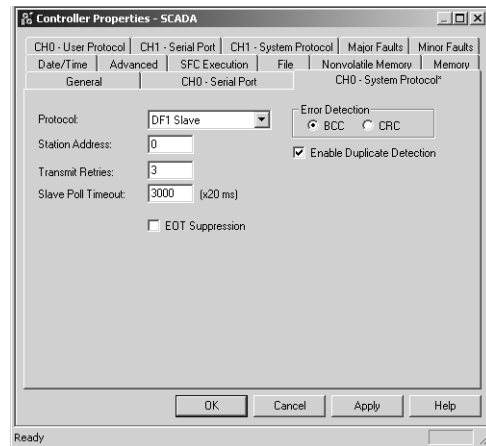 Controller Properties - SCADA
CH0 - User Protocol CH1 - Serial Port CH1 - System Protocol Major Faults Minor Faults
Date/Time Advanced SFC Execution File Nonvolatile Memory Memory
General CH0 - Serial Port CH0 - System Protocol*
Protocol: DF1 Slave
Error Detection
BCC CRC
Station Address: 0
Enable Duplicate Detection
Transmit Retries: 3
Slave Poll Timeout: 3000 (x20 ms)
EOT Suppression
OK Cancel Apply Help
Ready